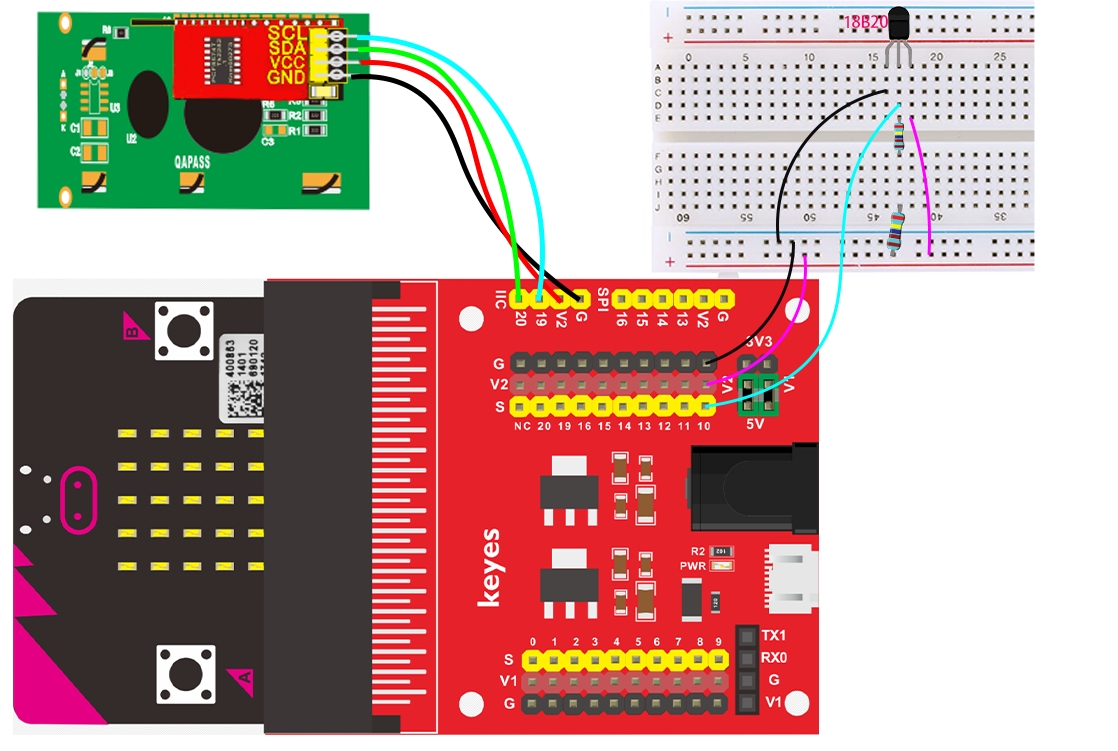 SCL
SDA
VCC
GND
R8
A
K
U3
C1
C2
U2
R6
R2
R1
C3
QAPASS
18B20
0 5 10 15 20 25
A
B
C
D
E
F
G
H
I
J
60 55 50 45 40 35
IIC
20 19 V2 G
SPI
16 15 14 13 V2 G
G
V2
S
NC 20 19 16 15 14 13 12 11 10
3V3
V2
V1
5V
B
400863
1401
690120
keyes
R2
102
PWR
TX1
RX0
G
V1
0 1 2 3 4 5 6 7 8 9
S
V1
G
A